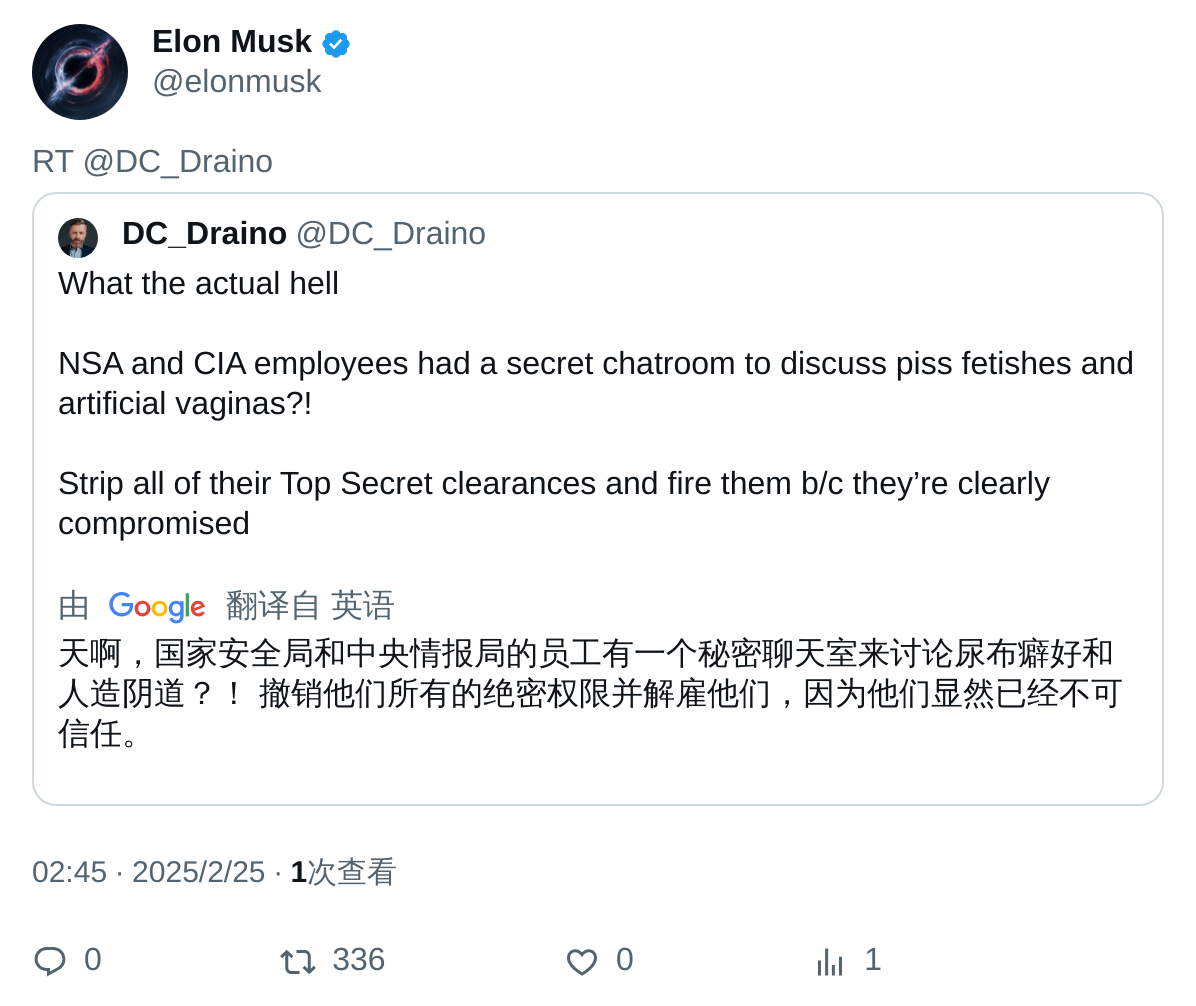 Elon Musk
@elonmusk
RT @DC_Draino
DC_Draino @DC_Draino
What the actual hell
NSA and CIA employees had a secret chatroom to discuss piss fetishes and
artificial vaginas?!
Strip all of their Top Secret clearances and fire them b/c they’re clearly
compromised
由 Google 翻译自 英语
天啊，国家安全局和中央情报局的员工有一个秘密聊天室来讨论尿布癖好和
人造阴道？！ 撤销他们所有的绝密权限并解雇他们，因为他们显然已经不可
信任。
02:45 · 2025/2/25 · 1次查看
0 336 0 1